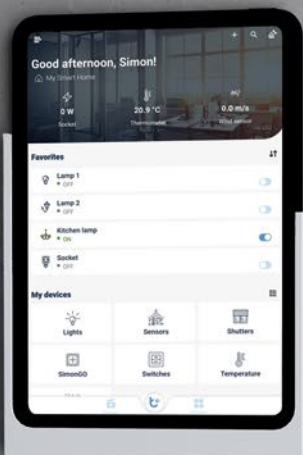 Good afternoon, Simon!
My Smart Home
0 W
Socket
20.9 °C
Thermometer
0.0 m/s
Wind sensor
Favorites
Lamp 1
OFF
Lamp 2
OFF
Kitchen lamp
ON
Socket
OFF
My devices
Lights
Sensors
Shutters
SimonGO
Switches
Temperature